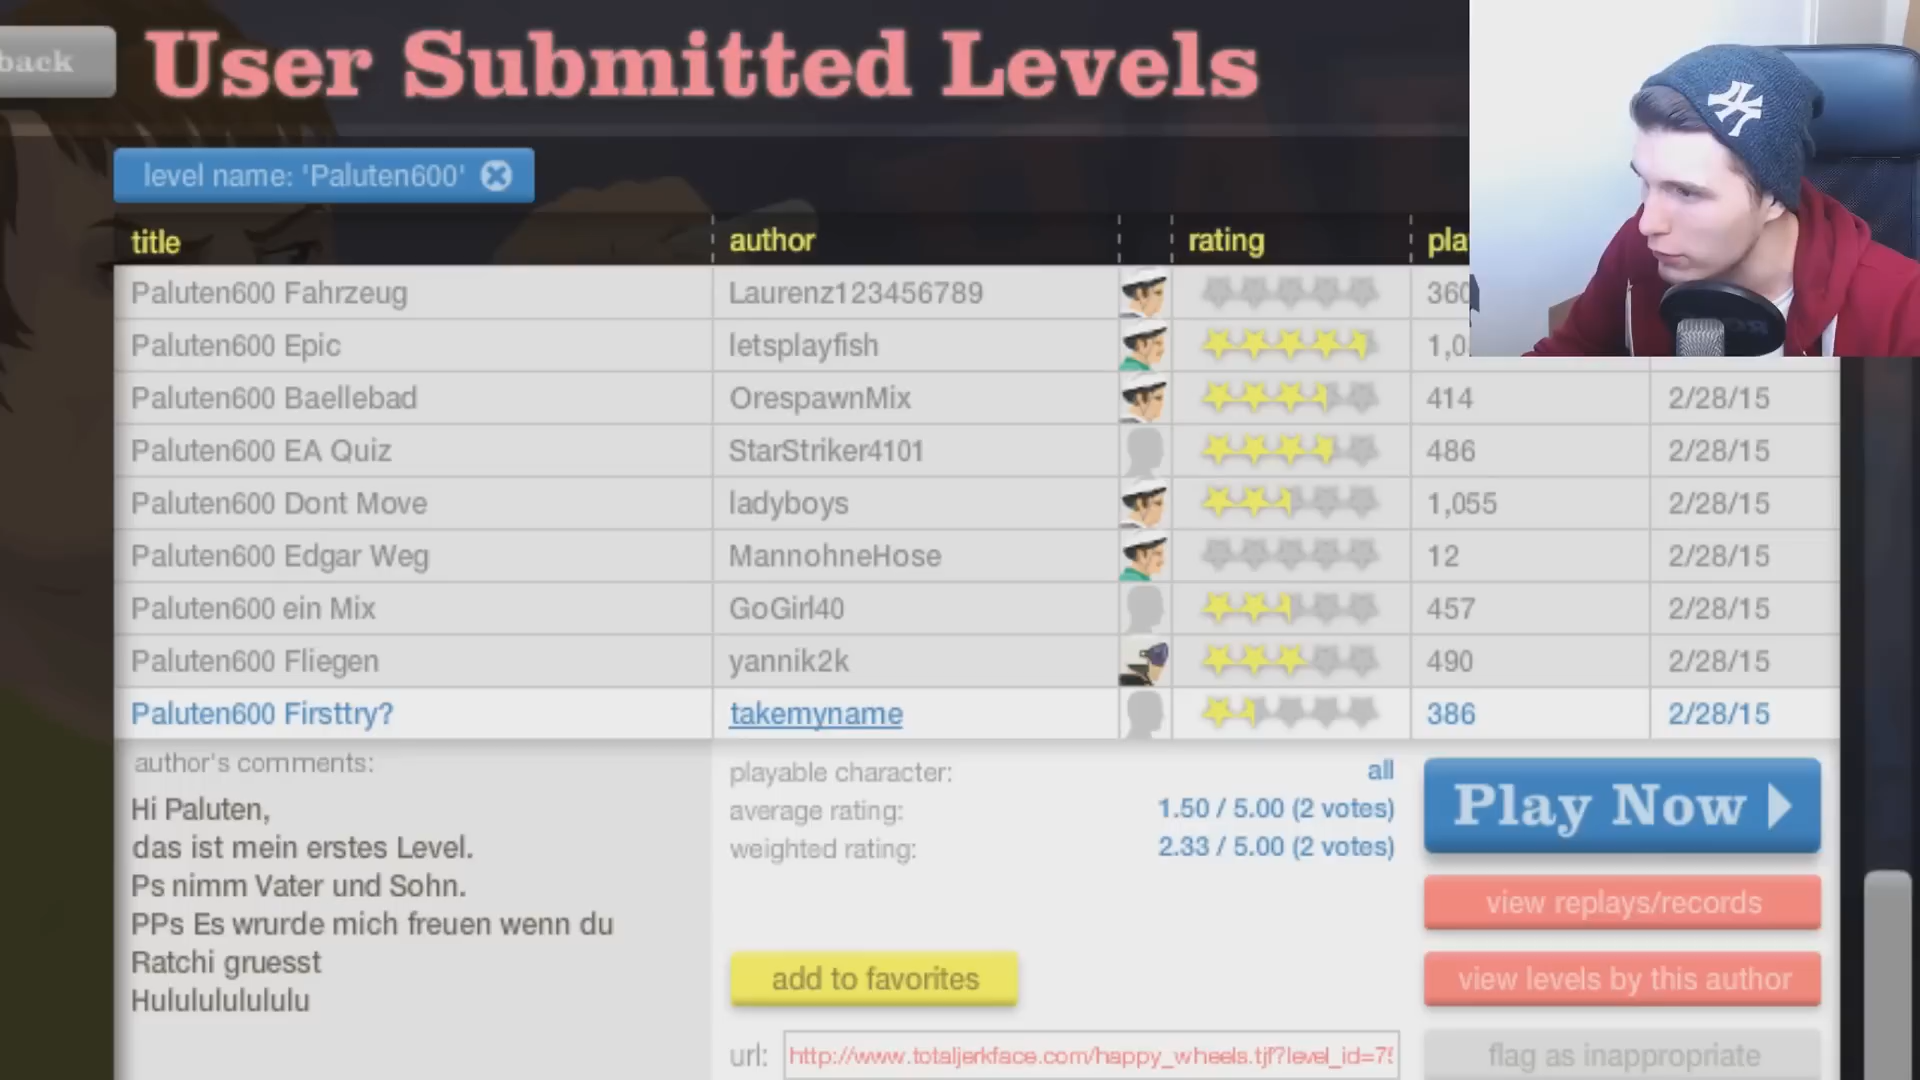 back
User Submitted Levels
level name: 'Paluten600'
title author rating pla
Paluten600 Fahrzeug Laurenz123456789 360
Paluten600 Epic letsplayfish 1,0
Paluten600 Baellebad OrespawnMix 414 2/28/15
Paluten600 EA Quiz StarStriker4101 486 2/28/15
Paluten600 Dont Move ladyboys 1,055 2/28/15
Paluten600 Edgar Weg MannohneHose 12 2/28/15
Paluten600 ein Mix GoGirl40 457 2/28/15
Paluten600 Fliegen yannik2k 490 2/28/15
Paluten600 Firsttry? takemyname 386 2/28/15
author's comments:
Hi Paluten,
das ist mein erstes Level.
Ps nimm Vater und Sohn.
PPs Es wrurde mich freuen wenn du
Ratchi gruesst
Hulululululululu
playable character: all
average rating: 1.50 / 5.00 (2 votes)
weighted rating: 2.33 / 5.00 (2 votes)
add to favorites
url: http://www.totaljerkface.com/happy_wheels.tjf?level_id=75
Play Now
view replays/records
view levels by this author
flag as inappropriate